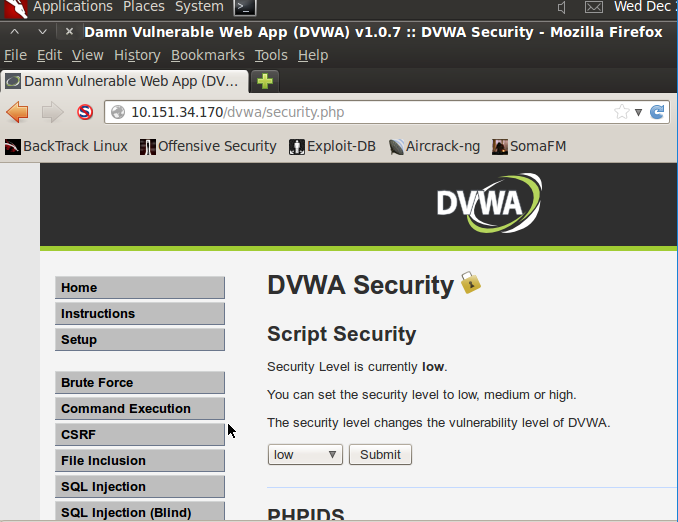 Applications Places System Wed Dec
Damn Vulnerable Web App (DVWA) v1.0.7 :: DVWA Security - Mozilla Firefox
File Edit View History Bookmarks Tools Help
Damn Vulnerable Web App (DV...
10.151.34.170/dvwa/security.php
BackTrack Linux Offensive Security Exploit-DB Aircrack-ng SomaFM
DVWA
Home
Instructions
Setup
Brute Force
Command Execution
CSRF
File Inclusion
SQL Injection
SQL Injection (Blind)
DVWA Security
Script Security
Security Level is currently low.
You can set the security level to low, medium or high.
The security level changes the vulnerability level of DVWA.
low Submit
PHPIDS